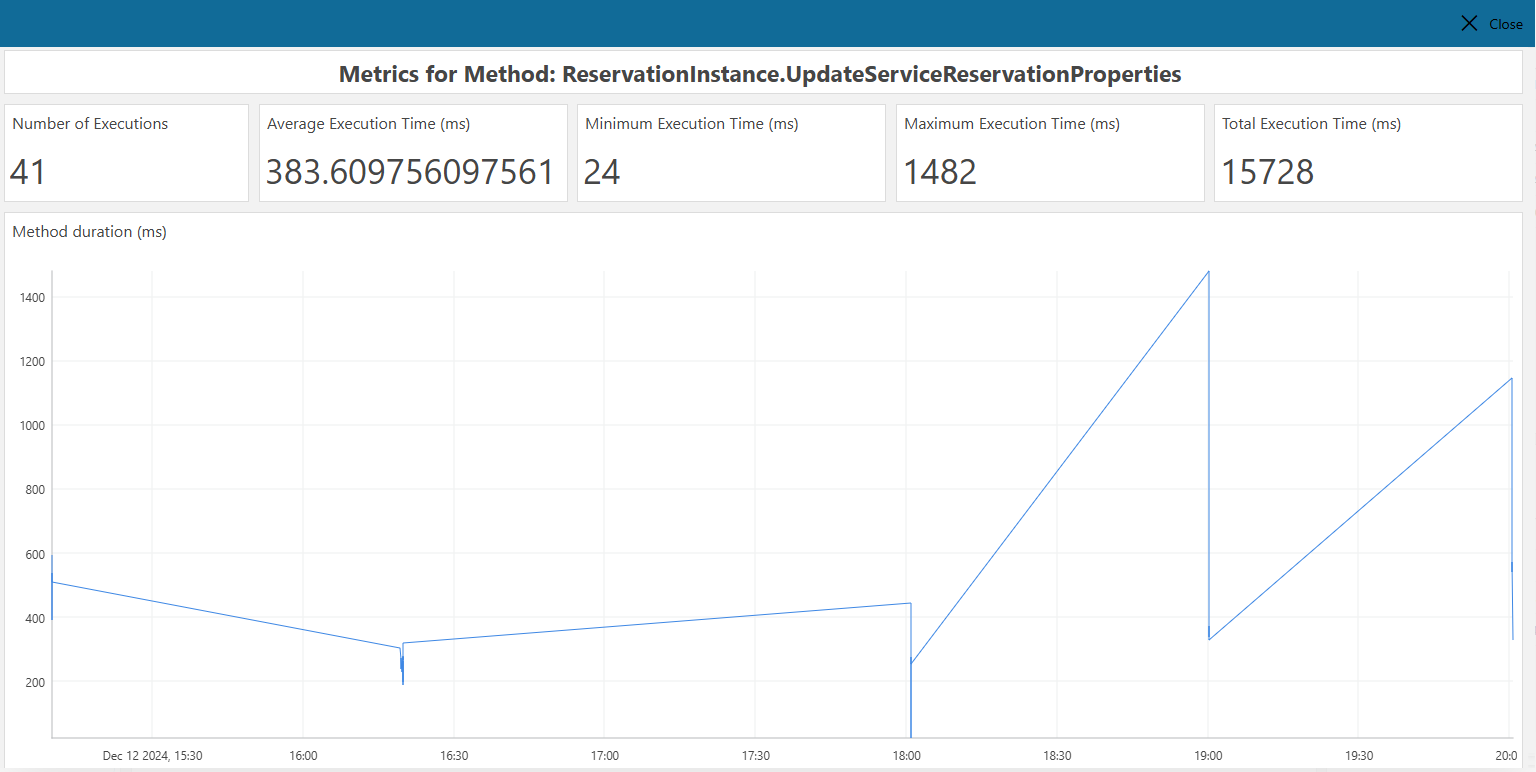 Close
Metrics for Method: ReservationInstance.UpdateServiceReservationProperties
Number of Executions
41
Average Execution Time (ms)
383.609756097561
Minimum Execution Time (ms)
24
Maximum Execution Time (ms)
1482
Total Execution Time (ms)
15728
Method duration (ms)
1400
1200
1000
800
600
400
200
Dec 12 2024, 15:30 16:00 16:30 17:00 17:30 18:00 18:30 19:00 19:30 20:0